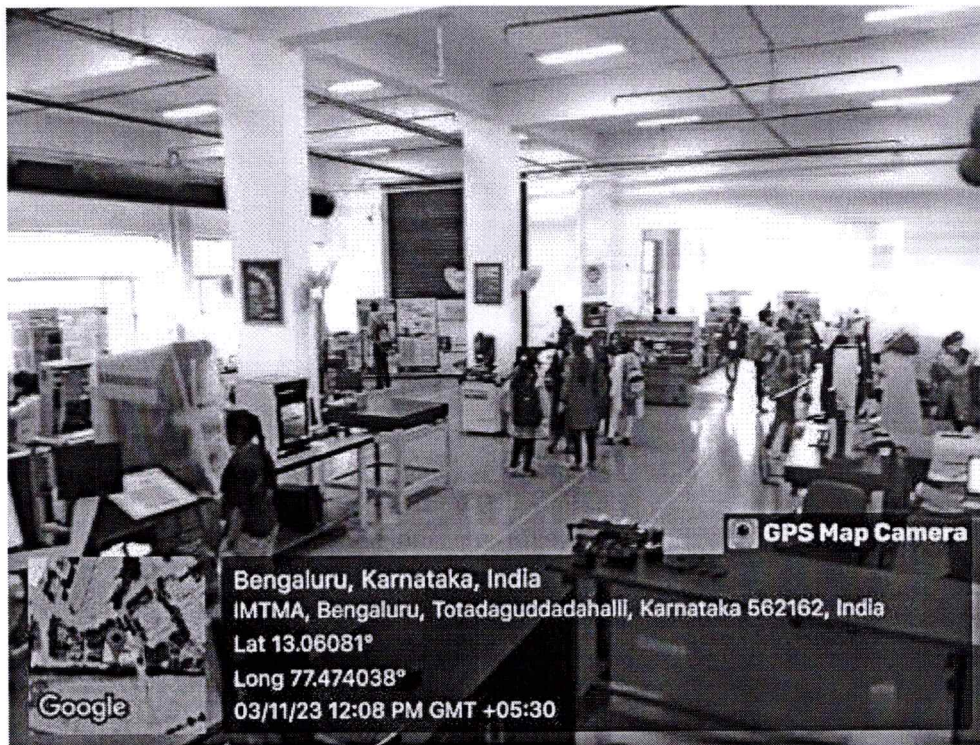 GPS Map Camera
Bengaluru, Karnataka, India
IMTMA, Bengaluru, Totadaguddadahalli, Karnataka 562162, India
Lat 13.06081°
Long 77.474038°
03/11/23 12:08 PM GMT +05:30
Google